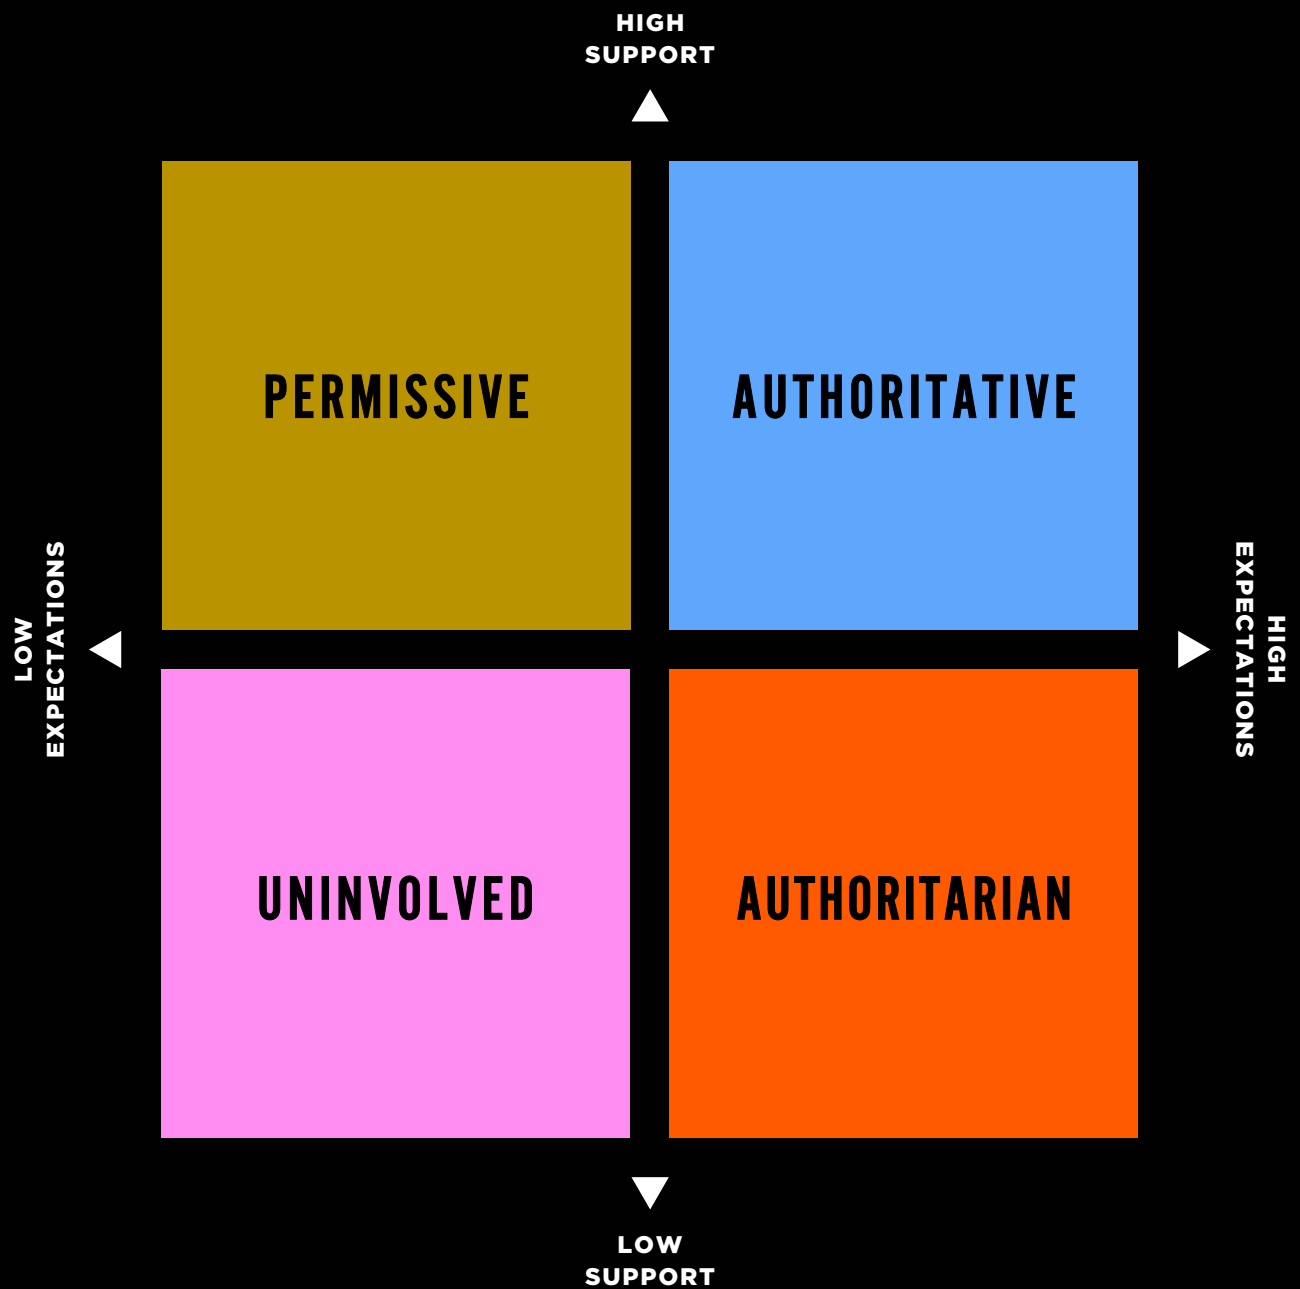 HIGH
SUPPORT
PERMISSIVE
AUTHORITATIVE
LOW
EXPECTATIONS
HIGH
EXPECTATIONS
UNINVOLVED
AUTHORITARIAN
LOW
SUPPORT